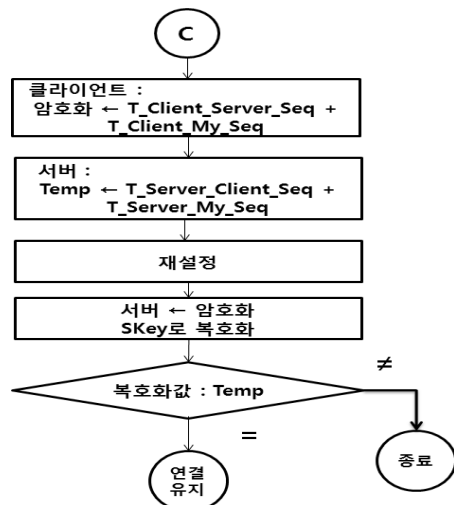 C
클라이언트 :
암호화 ← T_Client_Server_Seq +
T_Client_My_Seq
서버 :
Temp ← T_Server_Client_Seq +
T_Server_My_Seq
재설정
서버 ← 암호화
SKey로 복호화
≠
복호화값 : Temp
=
종료
연결
유지